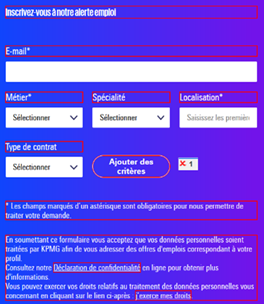 Inscrivez-vous à notre alerte emploi
E-mail*
Métier* Spécialité Localisation*
Sélectionner Sélectionner Saisissez les premièr
Type de contrat
Sélectionner Ajouter des critères 1
* Les champs marqués d'un astérisque sont obligatoires pour nous permettre de
traiter votre demande.
En soumettant ce formulaire vous acceptez que vos données personnelles soient
traitées par KPMG afin de vous adresser des offres d'emplois correspondant à votre
profil.
Consultez notre Déclaration de confidentialité en ligne pour obtenir plus
d'informations.
Vous pouvez exercer vos droits relatifs au traitement des données personnelles vous
concernant en cliquant sur le lien ci-après : j'exerce mes droits